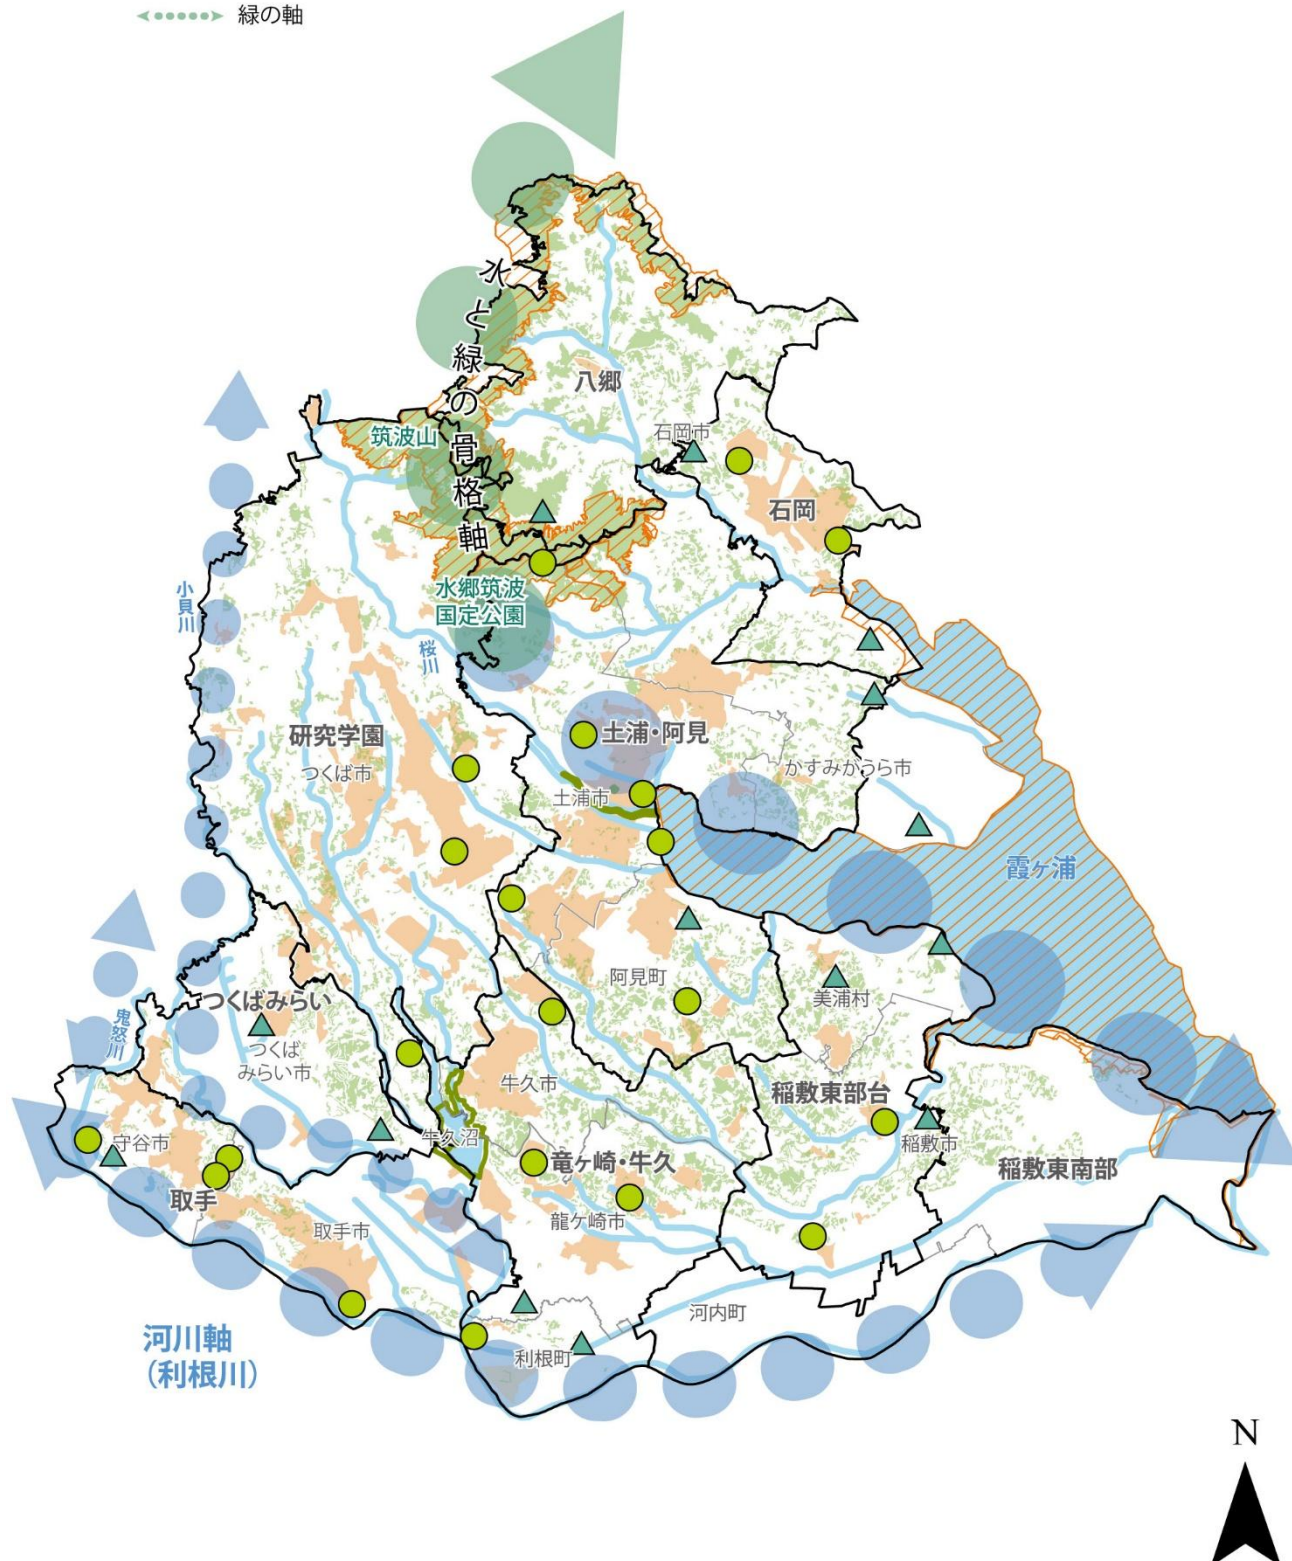 緑の軸
水と緑の骨格軸
八郷
筑波山
石岡市
石岡
水郷筑波
国定公園
小貝川
桜川
研究学園
つくば市
土浦・阿見
土浦市
かすみがうら市
霞ヶ浦
阿見町
美浦村
つくばみらい
つくば
みらい市
鬼怒川
牛久市
稲敷東部台
稲敷市
守谷市
牛久沼
竜ヶ崎・牛久
稲敷東南部
取手
取手市
龍ケ崎市
河内町
利根町
河川軸
（利根川）
N